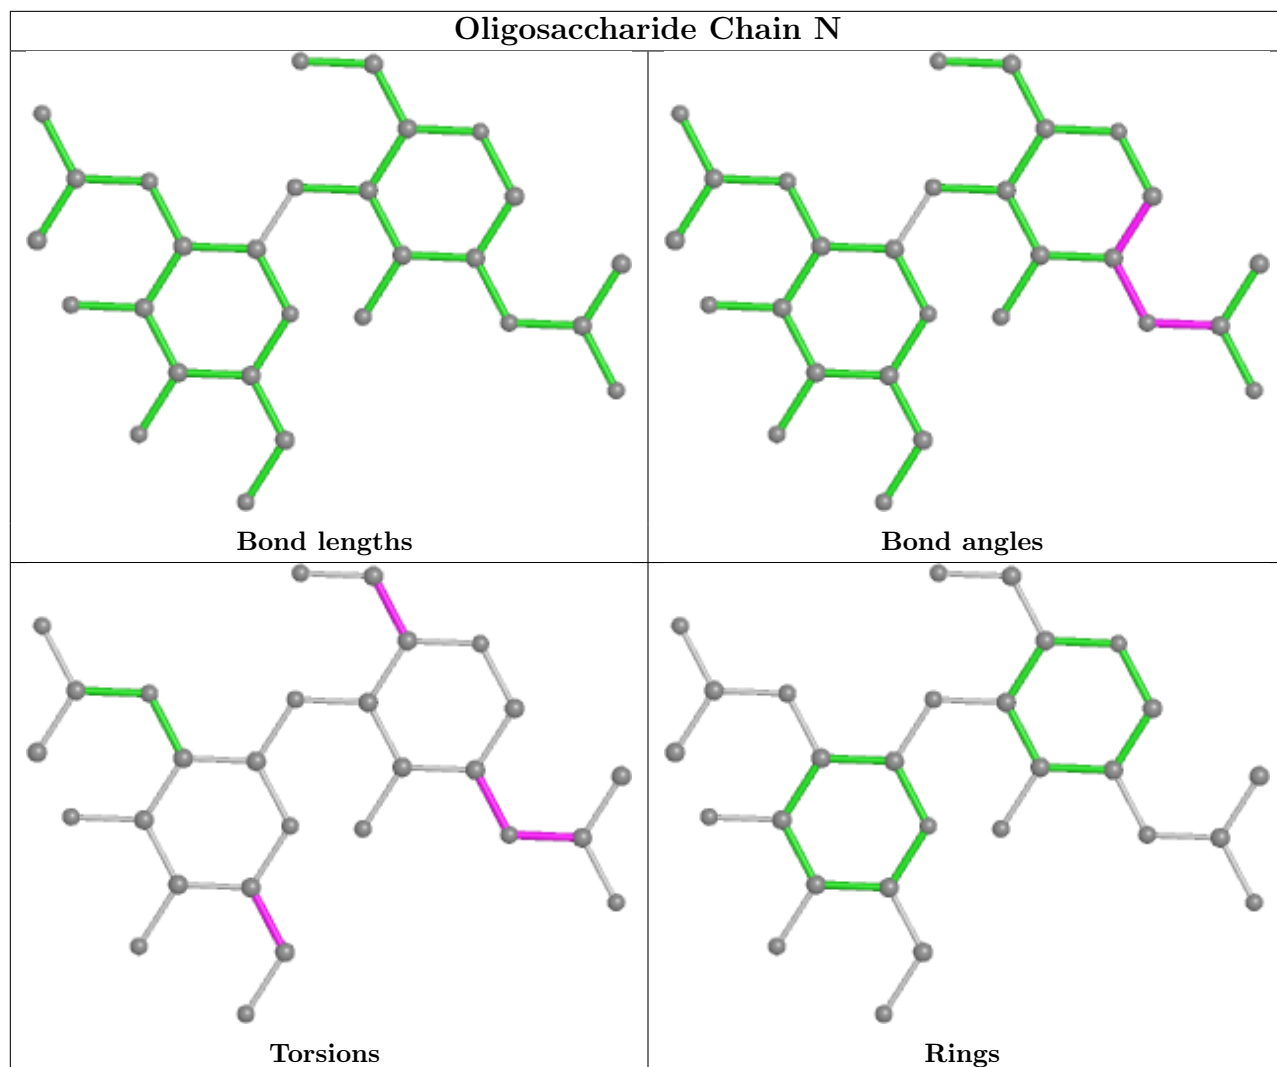 Oligosaccharide Chain N
Bond lengths
Bond angles
Torsions
Rings